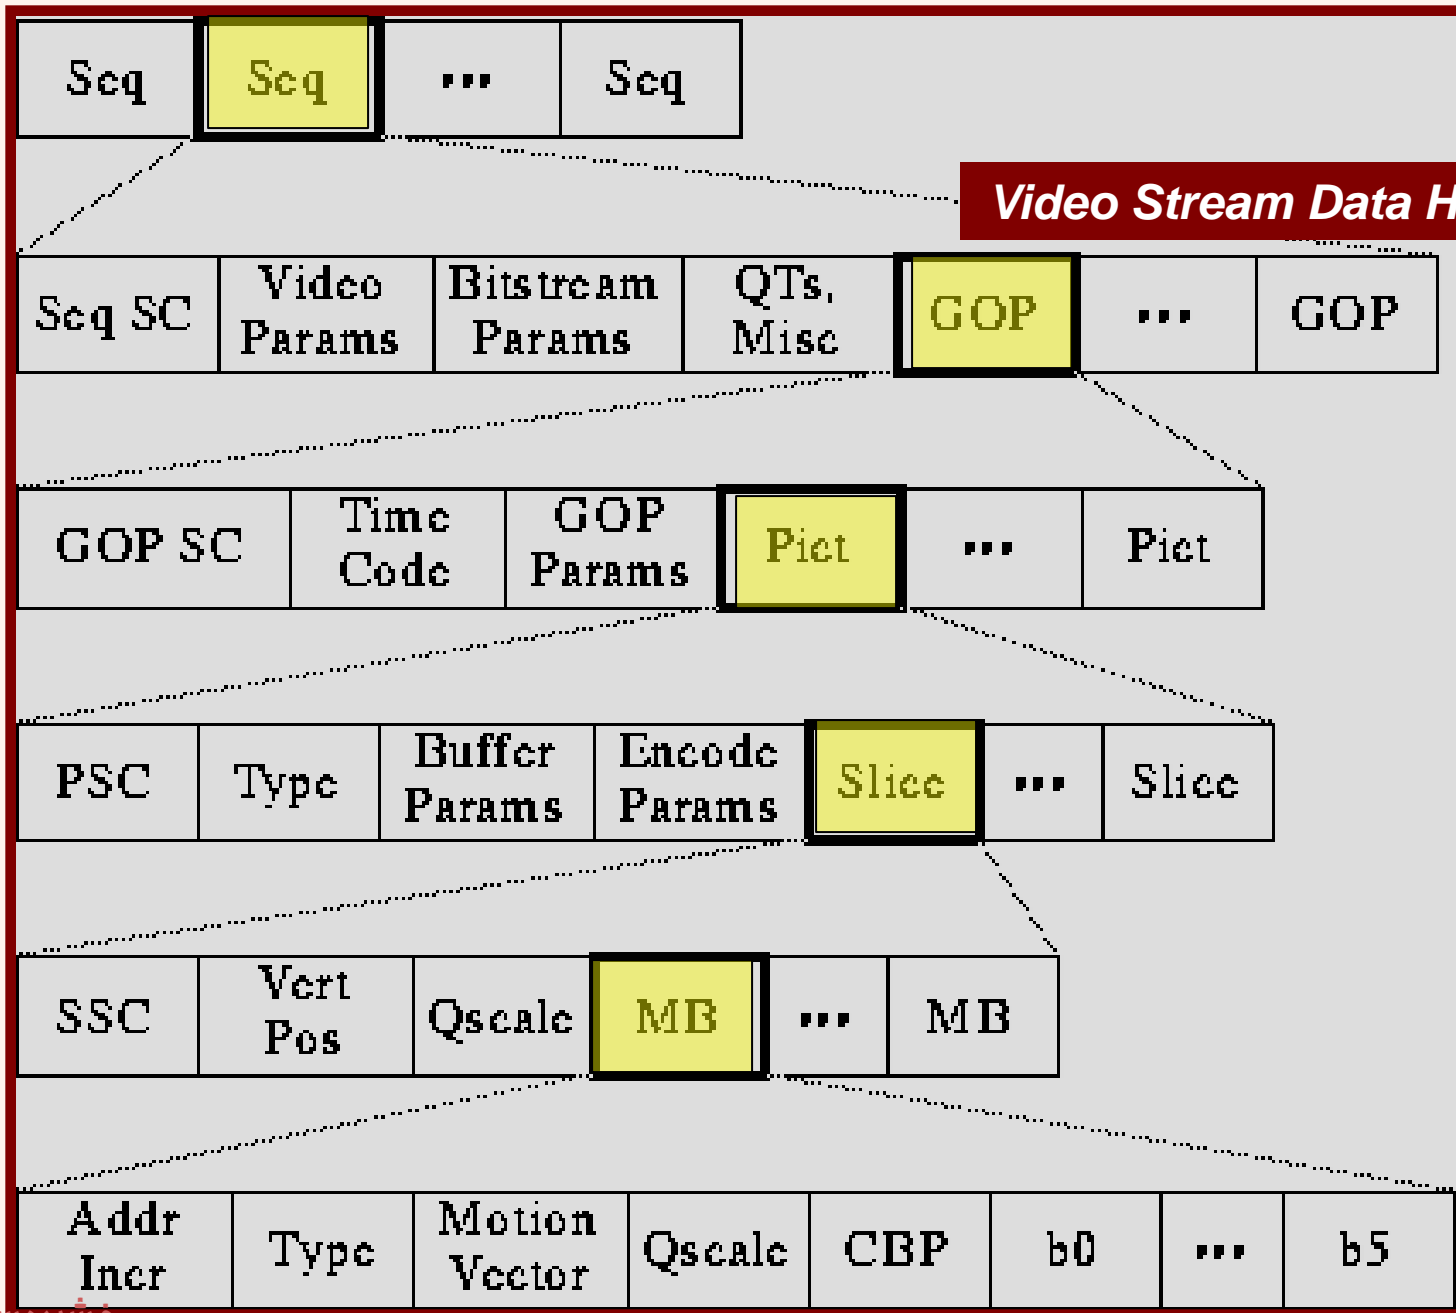 Seq Seq ... Seq
Video Stream Data H
Seq SC Video Params Bitstream Params QTs, Misc GOP ... GOP
GOP SC Time Code GOP Params Pict ... Pict
PSC Type Buffer Params Encode Params Slice ... Slice
SSC Vert Pos Qscale MB ... MB
Addr Incr Type Motion Vector Qscale CBP b0 ... b5